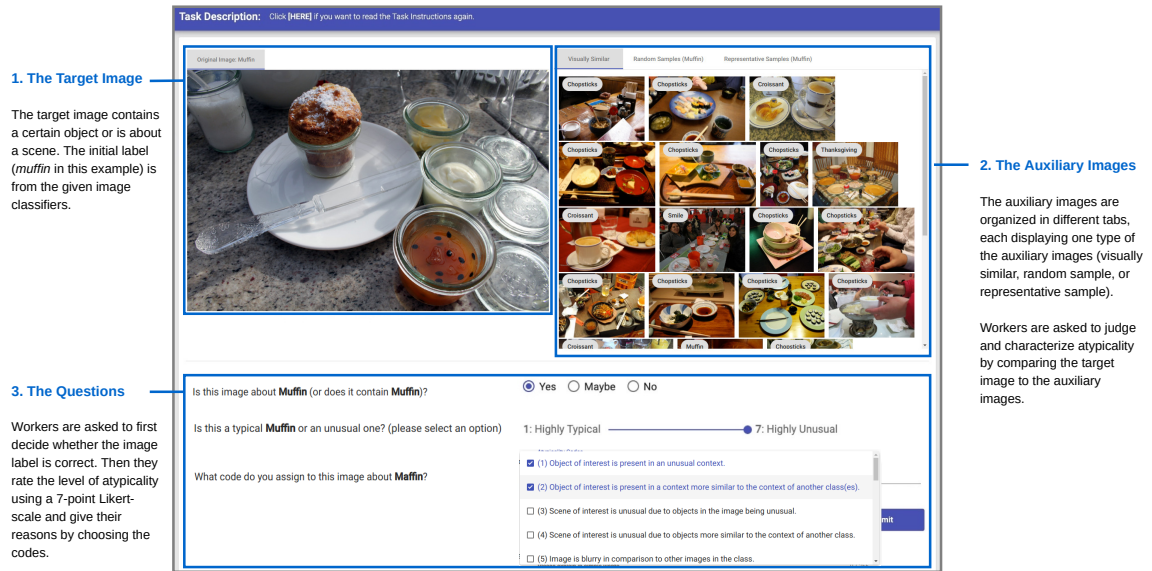 Task Description: Click [HERE] if you want to read the Task Instructions again.
1. The Target Image
The target image contains
a certain object or is about
a scene. The initial label
(muffin in this example) is
from the given image
classifiers.
Original Image: Muffin
Visually Similar Random Samples (Muffin) Representative Samples (Muffin)
Chopsticks Chopsticks Croissant
Chopsticks Chopsticks Chopsticks Thanksgiving
Croissant Smile Chopsticks Chopsticks
Chopsticks Chopsticks Chopsticks Chopsticks
Croissant Muffin Chopsticks
2. The Auxiliary Images
The auxiliary images are
organized in different tabs,
each displaying one type of
the auxiliary images (visually
similar, random sample, or
representative sample).
Workers are asked to judge
and characterize atypicality
by comparing the target
image to the auxiliary
images.
3. The Questions
Workers are asked to first
decide whether the image
label is correct. Then they
rate the level of atypicality
using a 7-point Likert-
scale and give their
reasons by choosing the
codes.
Is this image about Muffin (or does it contain Muffin)? Yes Maybe No
Is this a typical Muffin or an unusual one? (please select an option) 1: Highly Typical 7: Highly Unusual
What code do you assign to this image about Maffin?
(1) Object of interest is present in an unusual context.
(2) Object of interest is present in a context more similar to the context of another class(es).
(3) Scene of interest is unusual due to objects in the image being unusual.
(4) Scene of interest is unusual due to objects more similar to the context of another class.
(5) Image is blurry in comparison to other images in the class.
mit